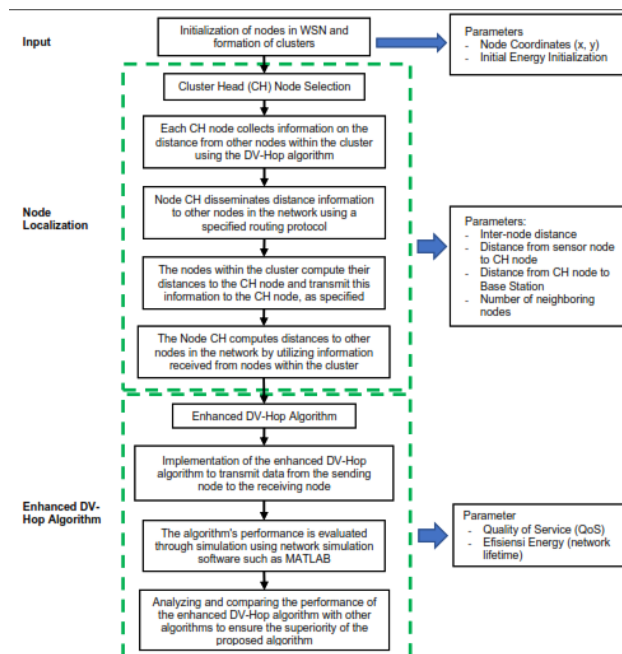 Input
Initialization of nodes in WSN and
formation of clusters
Parameters
- Node Coordinates (x, y)
- Initial Energy Initialization
Node
Localization
Cluster Head (CH) Node Selection
Each CH node collects information on the
distance from other nodes within the cluster
using the DV-Hop algorithm
Node CH disseminates distance information
to other nodes in the network using a
specified routing protocol
The nodes within the cluster compute their
distances to the CH node and transmit this
information to the CH node, as specified
The Node CH computes distances to other
nodes in the network by utilizing information
received from nodes within the cluster
Parameters:
- Inter-node distance
- Distance from sensor node
to CH node
- Distance from CH node to
Base Station
- Number of neighboring
nodes
Enhanced DV-
Hop Algorithm
Enhanced DV-Hop Algorithm
Implementation of the enhanced DV-Hop
algorithm to transmit data from the sending
node to the receiving node
The algorithm's performance is evaluated
through simulation using network simulation
software such as MATLAB
Analyzing and comparing the performance of
the enhanced DV-Hop algorithm with other
algorithms to ensure the superiority of the
proposed algorithm
Parameter
- Quality of Service (QoS)
- Efisiensi Energy (network
lifetime)